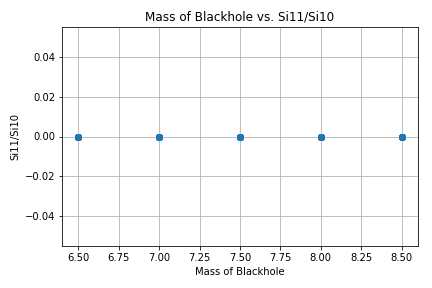 Mass of Blackhole vs. Si11/Si10
0.04
0.02
0.00
−0.02
−0.04
Si11/Si10
6.50 6.75 7.00 7.25 7.50 7.75 8.00 8.25 8.50
Mass of Blackhole